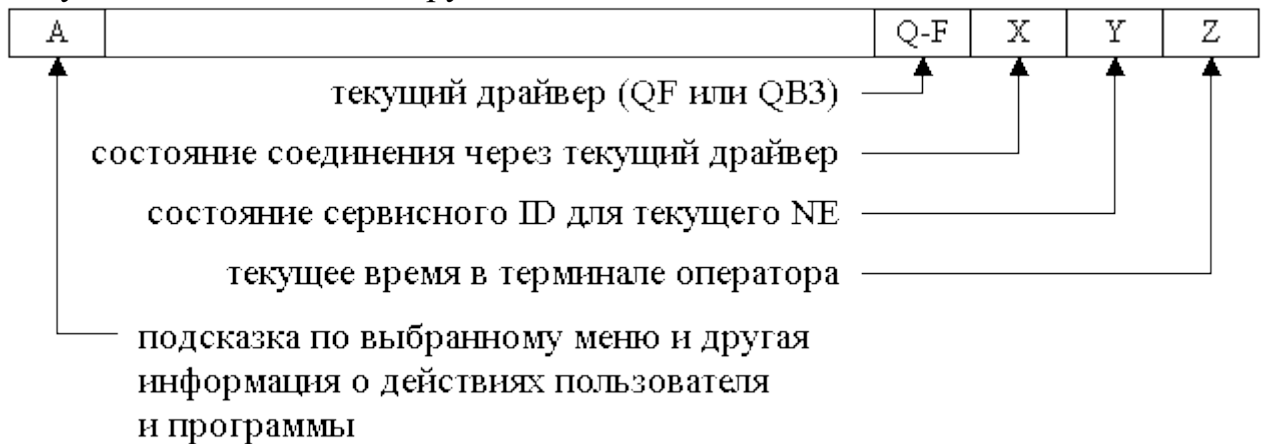 A Q-F X Y Z
текущий драйвер (QF или QB3)
состояние соединения через текущий драйвер
состояние сервисного ID для текущего NE
текущее время в терминале оператора
подсказка по выбранному меню и другая
информация о действиях пользователя
и программы